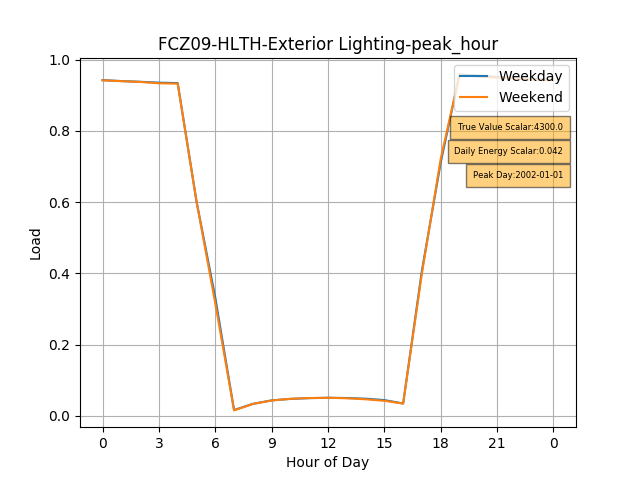 FCZ09-HLTH-Exterior Lighting-peak_hour
1.0
0.8
0.6
0.4
0.2
0.0
Load
Weekday
Weekend
True Value Scalar:4300.0
Daily Energy Scalar:0.042
Peak Day:2002-01-01
0 3 6 9 12 15 18 21 0
Hour of Day